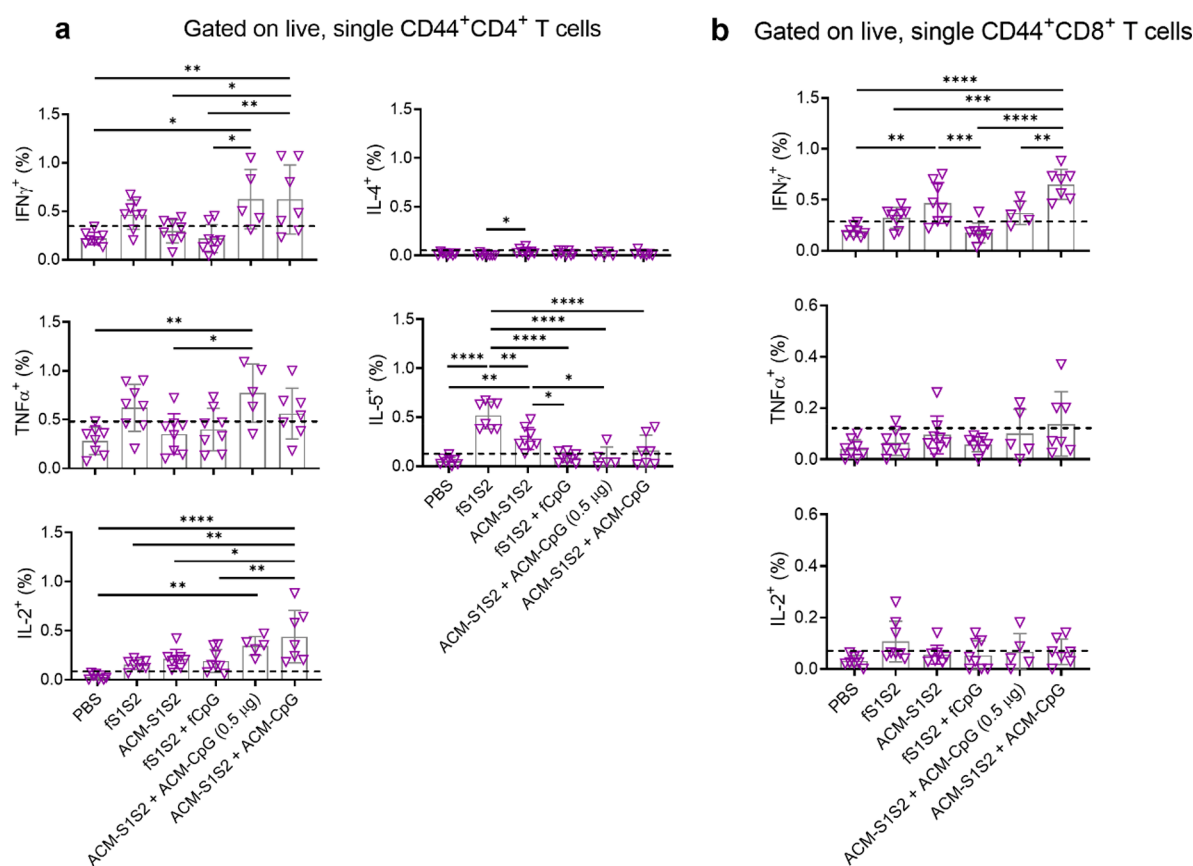 a
Gated on live, single CD44⁺CD4⁺ T cells
IFNγ⁺ (%)
1.5
1.0
0.5
0.0
**
*
**
*
*
IL-4⁺ (%)
1.5
1.0
0.5
0.0
*
TNFα⁺ (%)
1.5
1.0
0.5
0.0
**
*
IL-5⁺ (%)
1.5
1.0
0.5
0.0
****
****
****
**** **
** *
*
PBS
fS1S2
ACM-S1S2
fS1S2 + fCpG
ACM-S1S2 + ACM-CpG (0.5 μg)
ACM-S1S2 + ACM-CpG
IL-2⁺ (%)
1.5
1.0
0.5
0.0
****
**
*
**
**
PBS
fS1S2
ACM-S1S2
fS1S2 + fCpG
ACM-S1S2 + ACM-CpG (0.5 μg)
ACM-S1S2 + ACM-CpG
b
Gated on live, single CD44⁺CD8⁺ T cells
IFNγ⁺ (%)
1.5
1.0
0.5
0.0
****
***
****
** *** **
TNFα⁺ (%)
0.6
0.4
0.2
0.0
IL-2⁺ (%)
0.6
0.4
0.2
0.0
PBS
fS1S2
ACM-S1S2
fS1S2 + fCpG
ACM-S1S2 + ACM-CpG (0.5 μg)
ACM-S1S2 + ACM-CpG